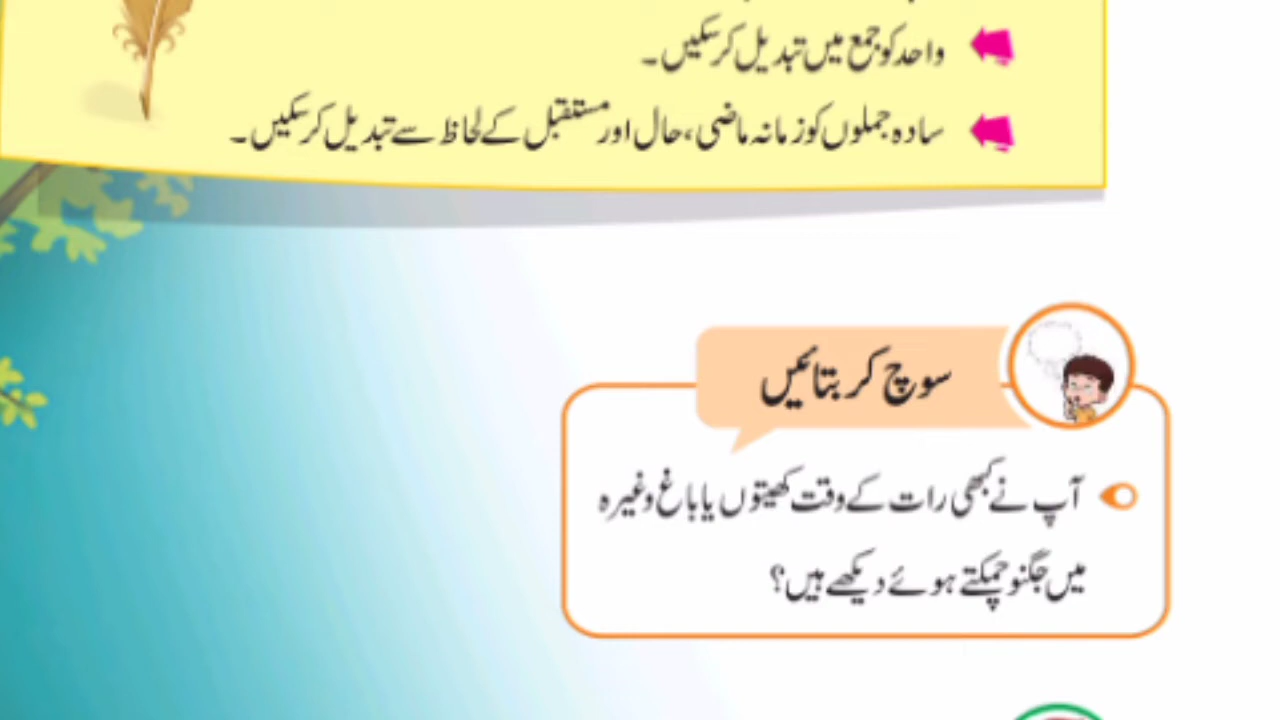 واحد کو جمع میں تبدیل کر سکیں۔
سادہ جملوں کو زمانہ ماضی، حال اور مستقبل کے لحاظ سے تبدیل کر سکیں۔
سوچ کر بتائیں
آپ نے کبھی رات کے وقت کھیتوں یا باغ وغیرہ
میں جگنو چمکتے ہوئے دیکھے ہیں؟